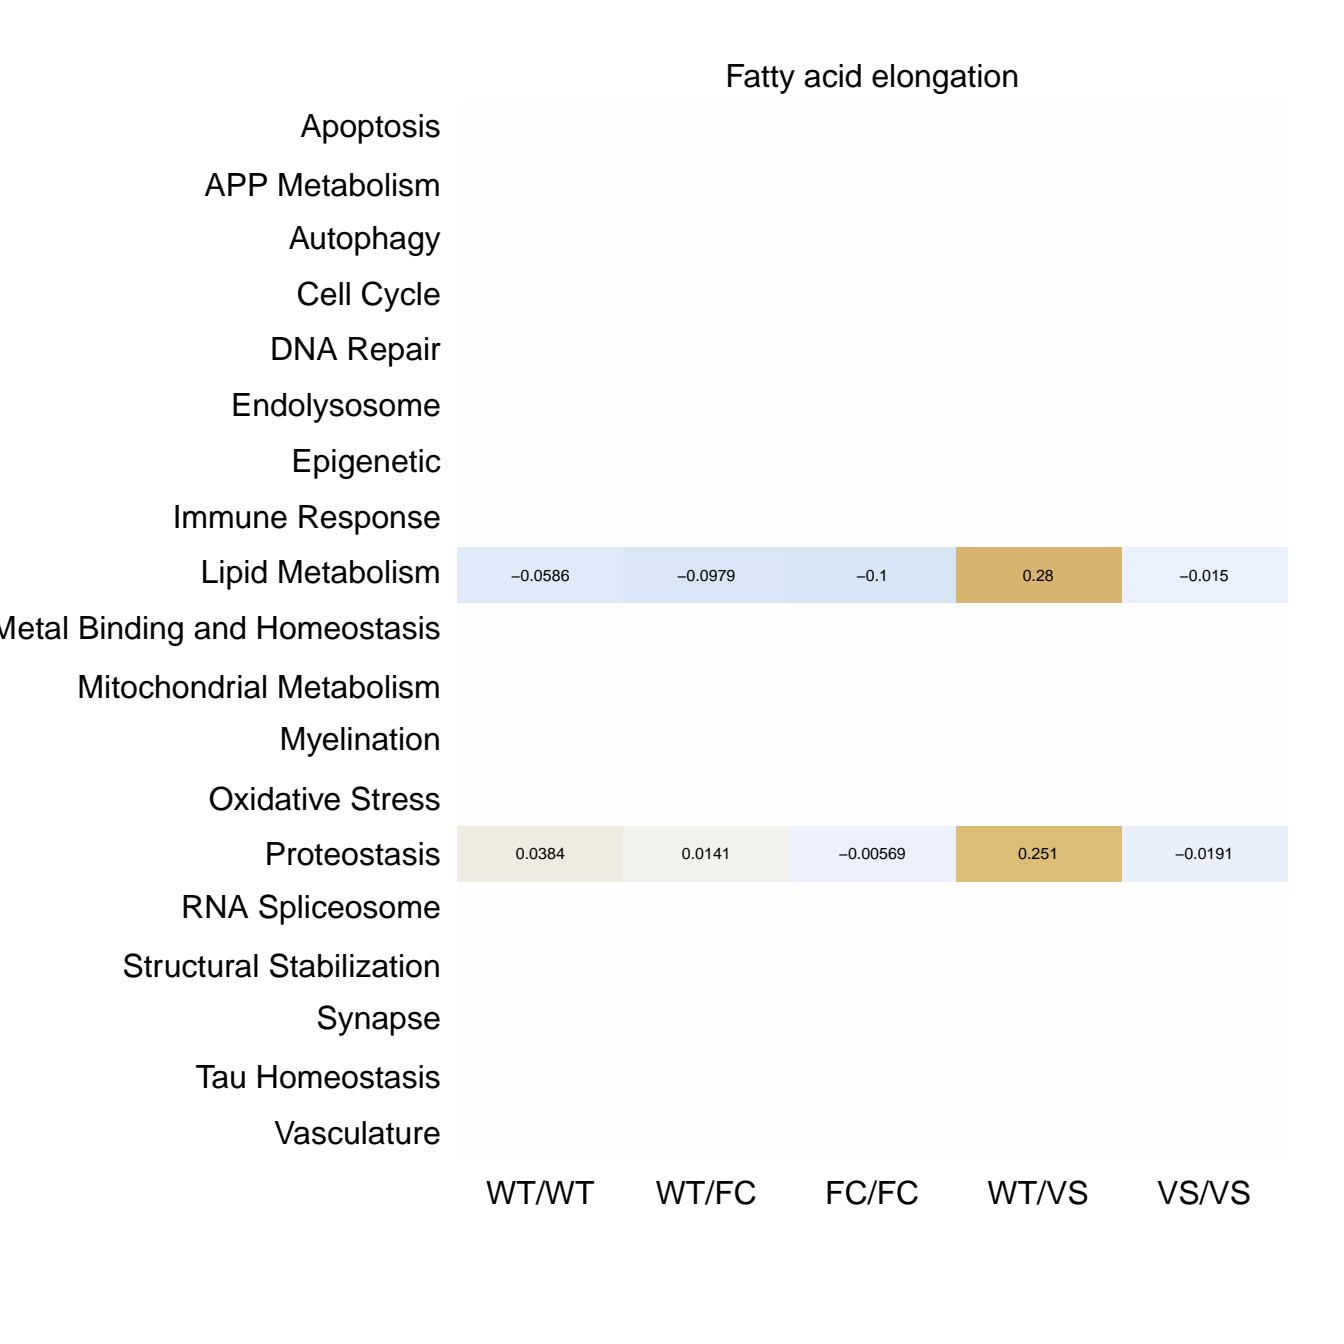 Fatty acid elongation
Apoptosis
APP Metabolism
Autophagy
Cell Cycle
DNA Repair
Endolysosome
Epigenetic
Immune Response
Lipid Metabolism −0.0586 −0.0979 −0.1 0.28 −0.015
Metal Binding and Homeostasis
Mitochondrial Metabolism
Myelination
Oxidative Stress
Proteostasis 0.0384 0.0141 −0.00569 0.251 −0.0191
RNA Spliceosome
Structural Stabilization
Synapse
Tau Homeostasis
Vasculature
WT/WT WT/FC FC/FC WT/VS VS/VS